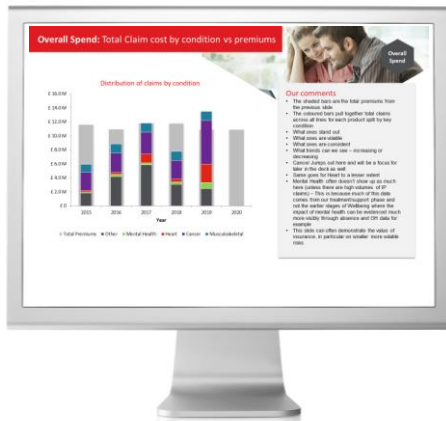 Overall Spend: Total Claim cost by condition vs premiums
Overall
Spend
Distribution of claims by condition
£ 16.0 M
£ 14.0 M
£ 12.0 M
£ 10.0 M
£ 8.0 M
£ 6.0 M
£ 4.0 M
£ 2.0 M
£ 0
2015 2016 2017 2018 2019 2020
Year
Total Premiums Other Mental Health Heart Cancer Musculoskeletal
Our comments
• The shaded bars are the total premiums from
the previous slide
• The coloured bars pull together total claims
across all lines for each product split by key
condition
• What ones stand out
• What ones are volatile
• What ones are consistent
• What trends can we see – increasing or
decreasing
• Cancer Jumps out here and will be a focus for
later in the deck as well
• Same goes for Heart to a lesser extent
• Mental Health often doesn't show up as much
here (unless there are high volumes of IP
claims) – This is because much of this data
comes from our treatment/support phase and
not the earlier stages of Wellbeing where the
impact of mental health can be evidenced much
more visibly through absence and OH data for
example
• This slide can often demonstrate the value of
insurance, in particular on smaller more volatile
risks